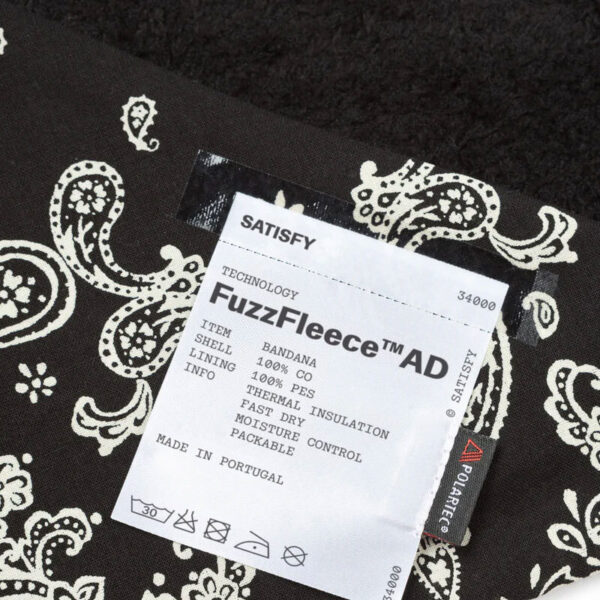 SATISFY
34000
TECHNOLOGY
FuzzFleece™AD
ITEM BANDANA
SHELL 100% CO
LINING 100% PES
INFO THERMAL INSULATION
FAST DRY
MOISTURE CONTROL
PACKABLE
MADE IN PORTUGAL
30
34000
© SATISFY
POLARTEC®